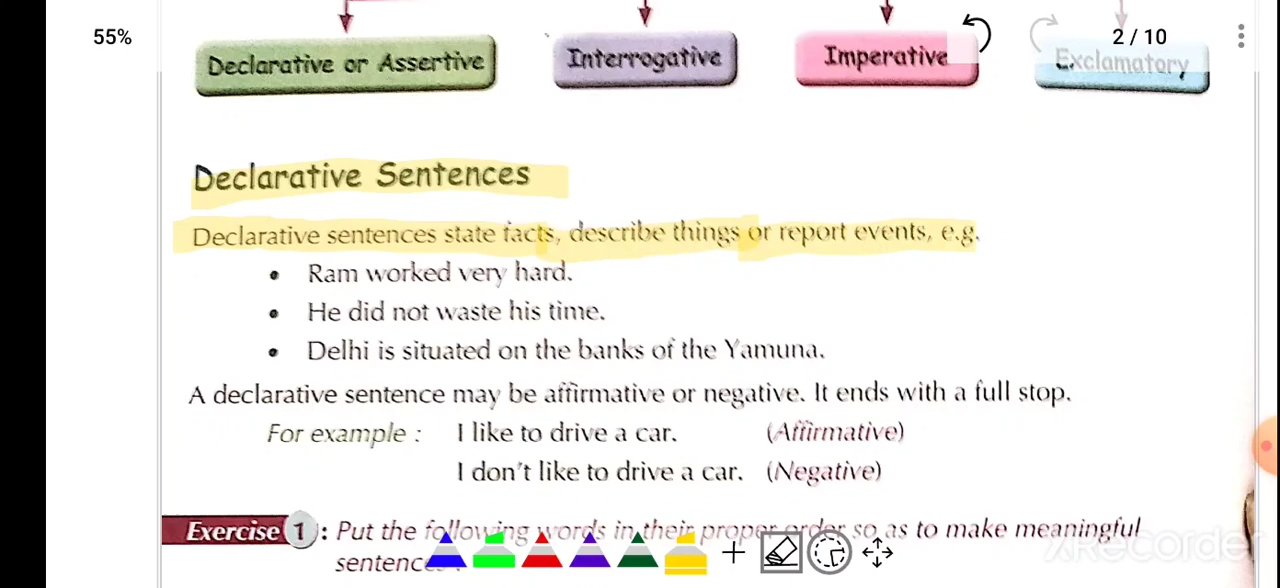 55%
2 / 10
Declarative or Assertive
Interrogative
Imperative
Exclamatory
Declarative Sentences
Declarative sentences state facts, describe things or report events, e.g.
• Ram worked very hard.
• He did not waste his time.
• Delhi is situated on the banks of the Yamuna.
A declarative sentence may be affirmative or negative. It ends with a full stop.
For example : I like to drive a car. (Affirmative)
I don't like to drive a car. (Negative)
Exercise 1 : Put the following words in their proper order so as to make meaningful
XRecorder